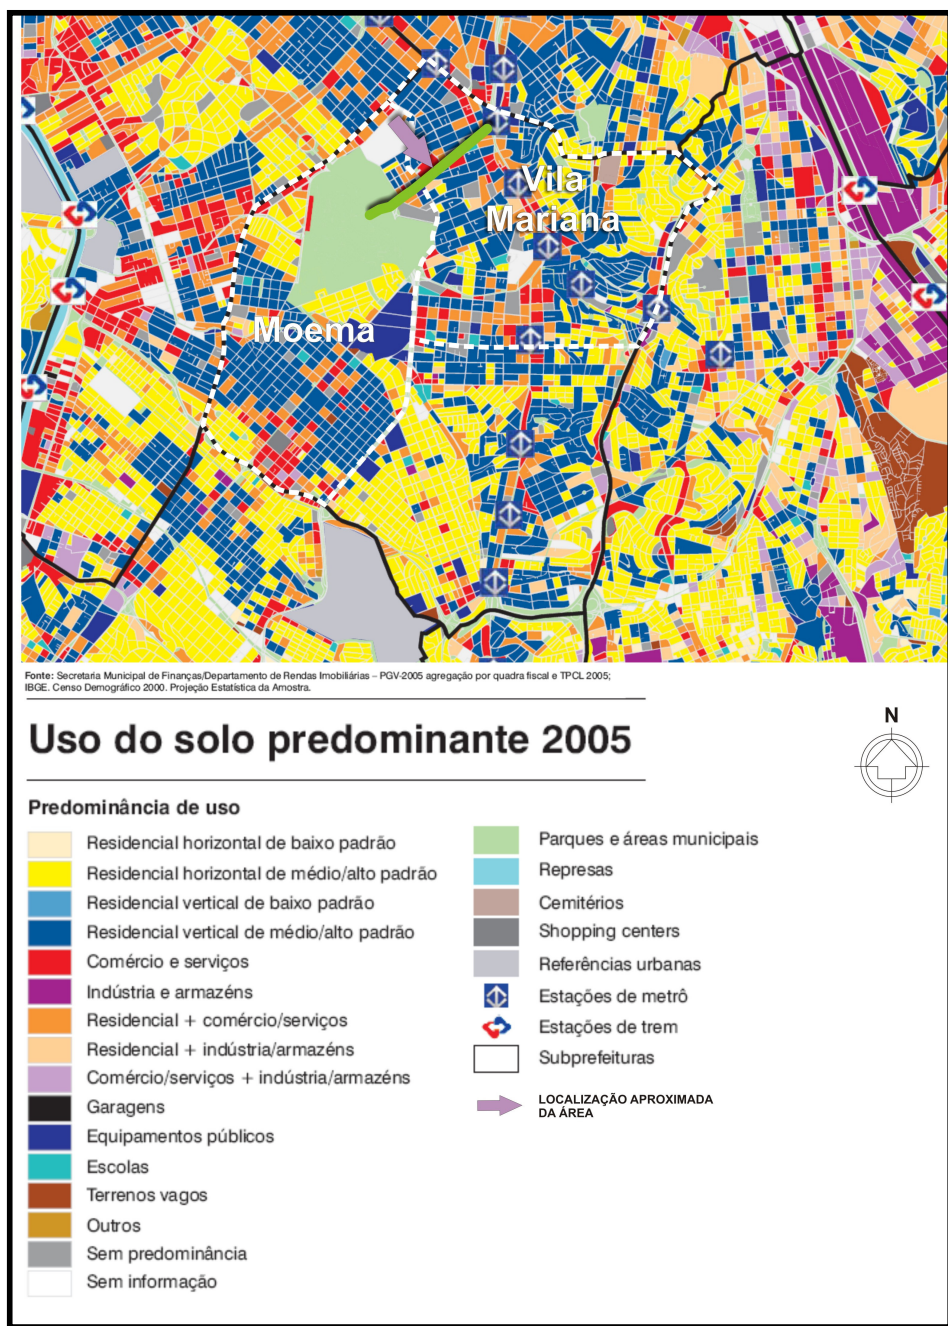 Vila
Mariana
Moema
Fonte: Secretaria Municipal de Finanças/Departamento de Rendas Imobiliárias – PGV-2005 agregação por quadra fiscal e TPCL 2005;
IBGE. Censo Demográfico 2000. Projeção Estatística da Amostra.
Uso do solo predominante 2005
N
Predominância de uso
Residencial horizontal de baixo padrão
Residencial horizontal de médio/alto padrão
Residencial vertical de baixo padrão
Residencial vertical de médio/alto padrão
Comércio e serviços
Indústria e armazéns
Residencial + comércio/serviços
Residencial + indústria/armazéns
Comércio/serviços + indústria/armazéns
Garagens
Equipamentos públicos
Escolas
Terrenos vagos
Outros
Sem predominância
Sem informação
Parques e áreas municipais
Represas
Cemitérios
Shopping centers
Referências urbanas
Estações de metrô
Estações de trem
Subprefeituras
LOCALIZAÇÃO APROXIMADA
DA ÁREA